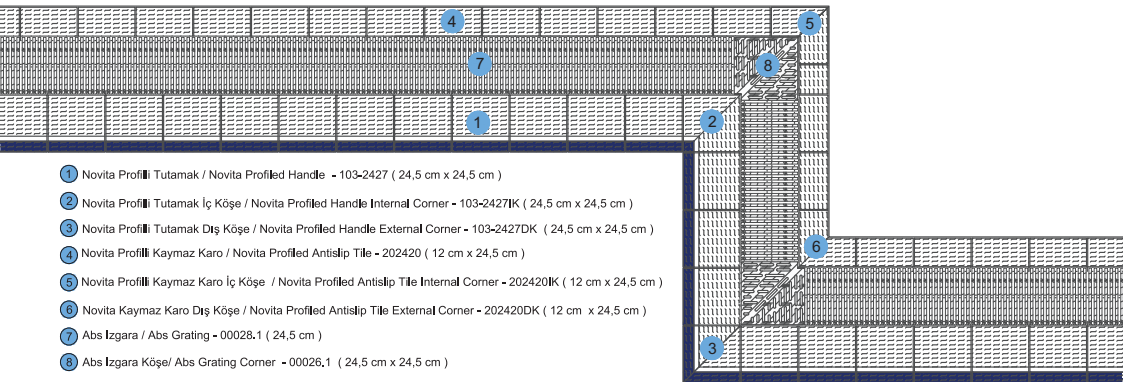 4
5
7
8
1
2
6
3
1 Novita Profilli Tutamak / Novita Profiled Handle - 103-2427 ( 24,5 cm x 24,5 cm )
2 Novita Profilli Tutamak İç Köşe / Novita Profiled Handle Internal Corner - 103-2427IK ( 24,5 cm x 24,5 cm )
3 Novita Profilli Tutamak Dış Köşe / Novita Profiled Handle External Corner - 103-2427DK ( 24,5 cm x 24,5 cm )
4 Novita Profilli Kaymaz Karo / Novita Profiled Antislip Tile - 202420 ( 12 cm x 24,5 cm )
5 Novita Profilli Kaymaz Karo İç Köşe / Novita Profiled Antislip Tile Internal Corner - 202420IK ( 12 cm x 24,5 cm )
6 Novita Kaymaz Karo Dış Köşe / Novita Profiled Antislip Tile External Corner - 202420DK ( 12 cm x 24,5 cm )
7 Abs Izgara / Abs Grating - 00028.1 ( 24,5 cm )
8 Abs Izgara Köşe/ Abs Grating Corner - 00026.1 ( 24,5 cm x 24,5 cm )